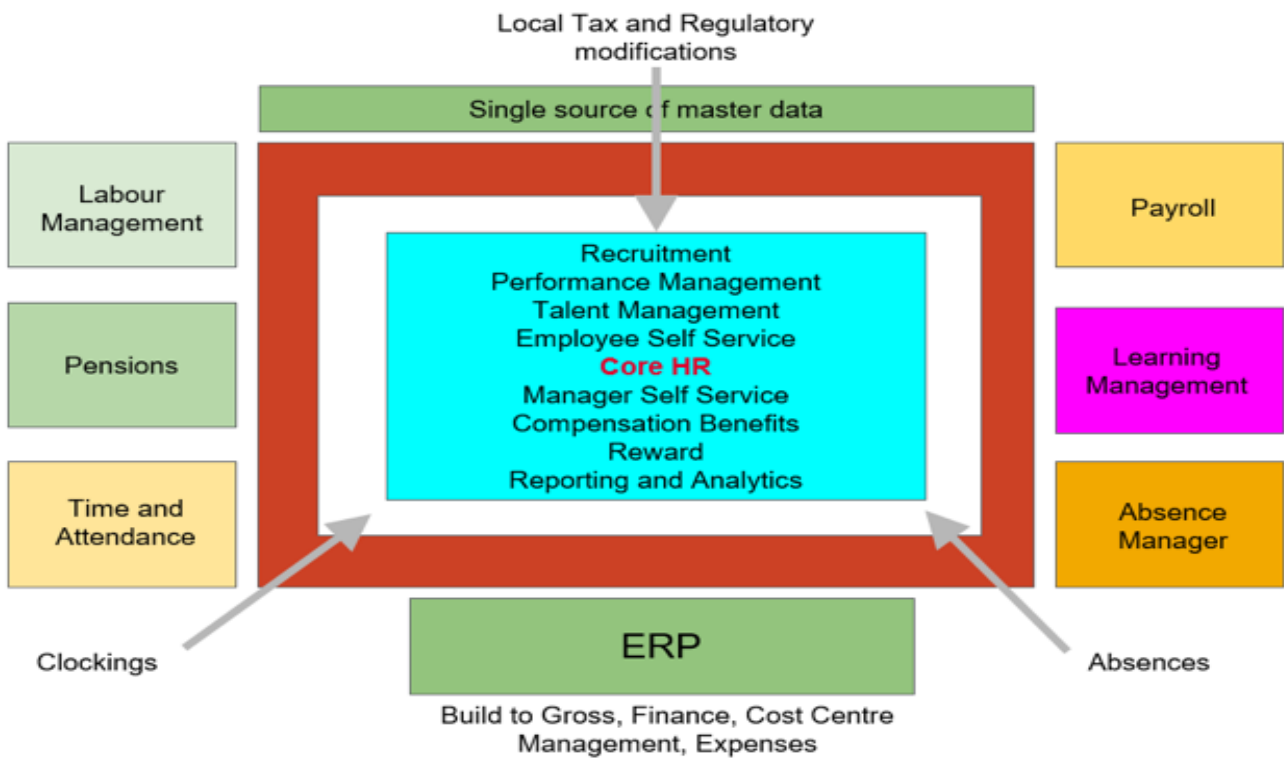 Local Tax and Regulatory
modifications
Single source of master data
Labour
Management
Payroll
Recruitment
Performance Management
Talent Management
Employee Self Service
Core HR
Manager Self Service
Compensation Benefits
Reward
Reporting and Analytics
Pensions
Learning
Management
Time and
Attendance
Absence
Manager
Clockings
ERP
Absences
Build to Gross, Finance, Cost Centre
Management, Expenses